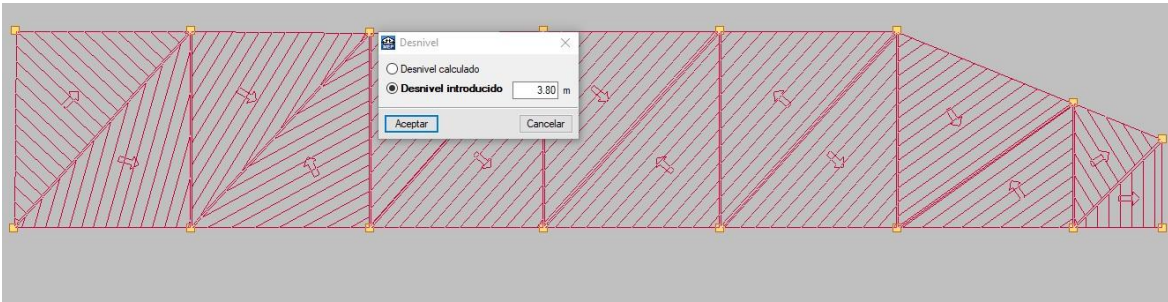 Desnivel
Desnivel calculado
Desnivel introducido 3.80 m
Aceptar Cancelar